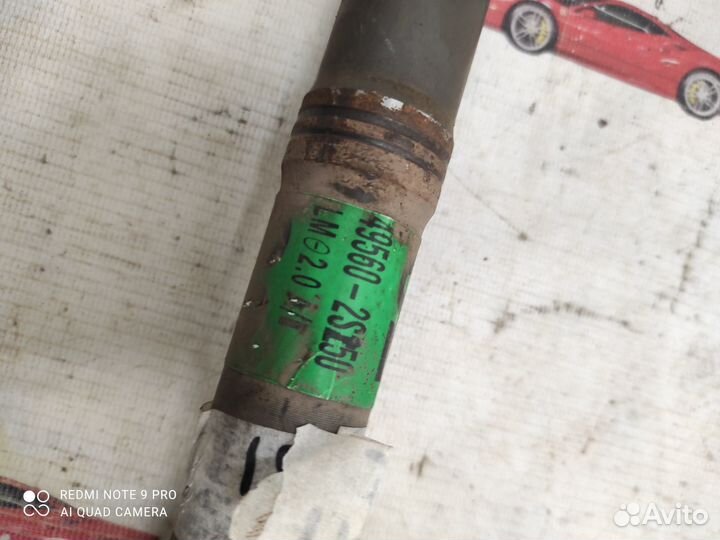 49560-2S250
LM⊖2.0
REDMI NOTE 9 PRO
AI QUAD CAMERA
Avito